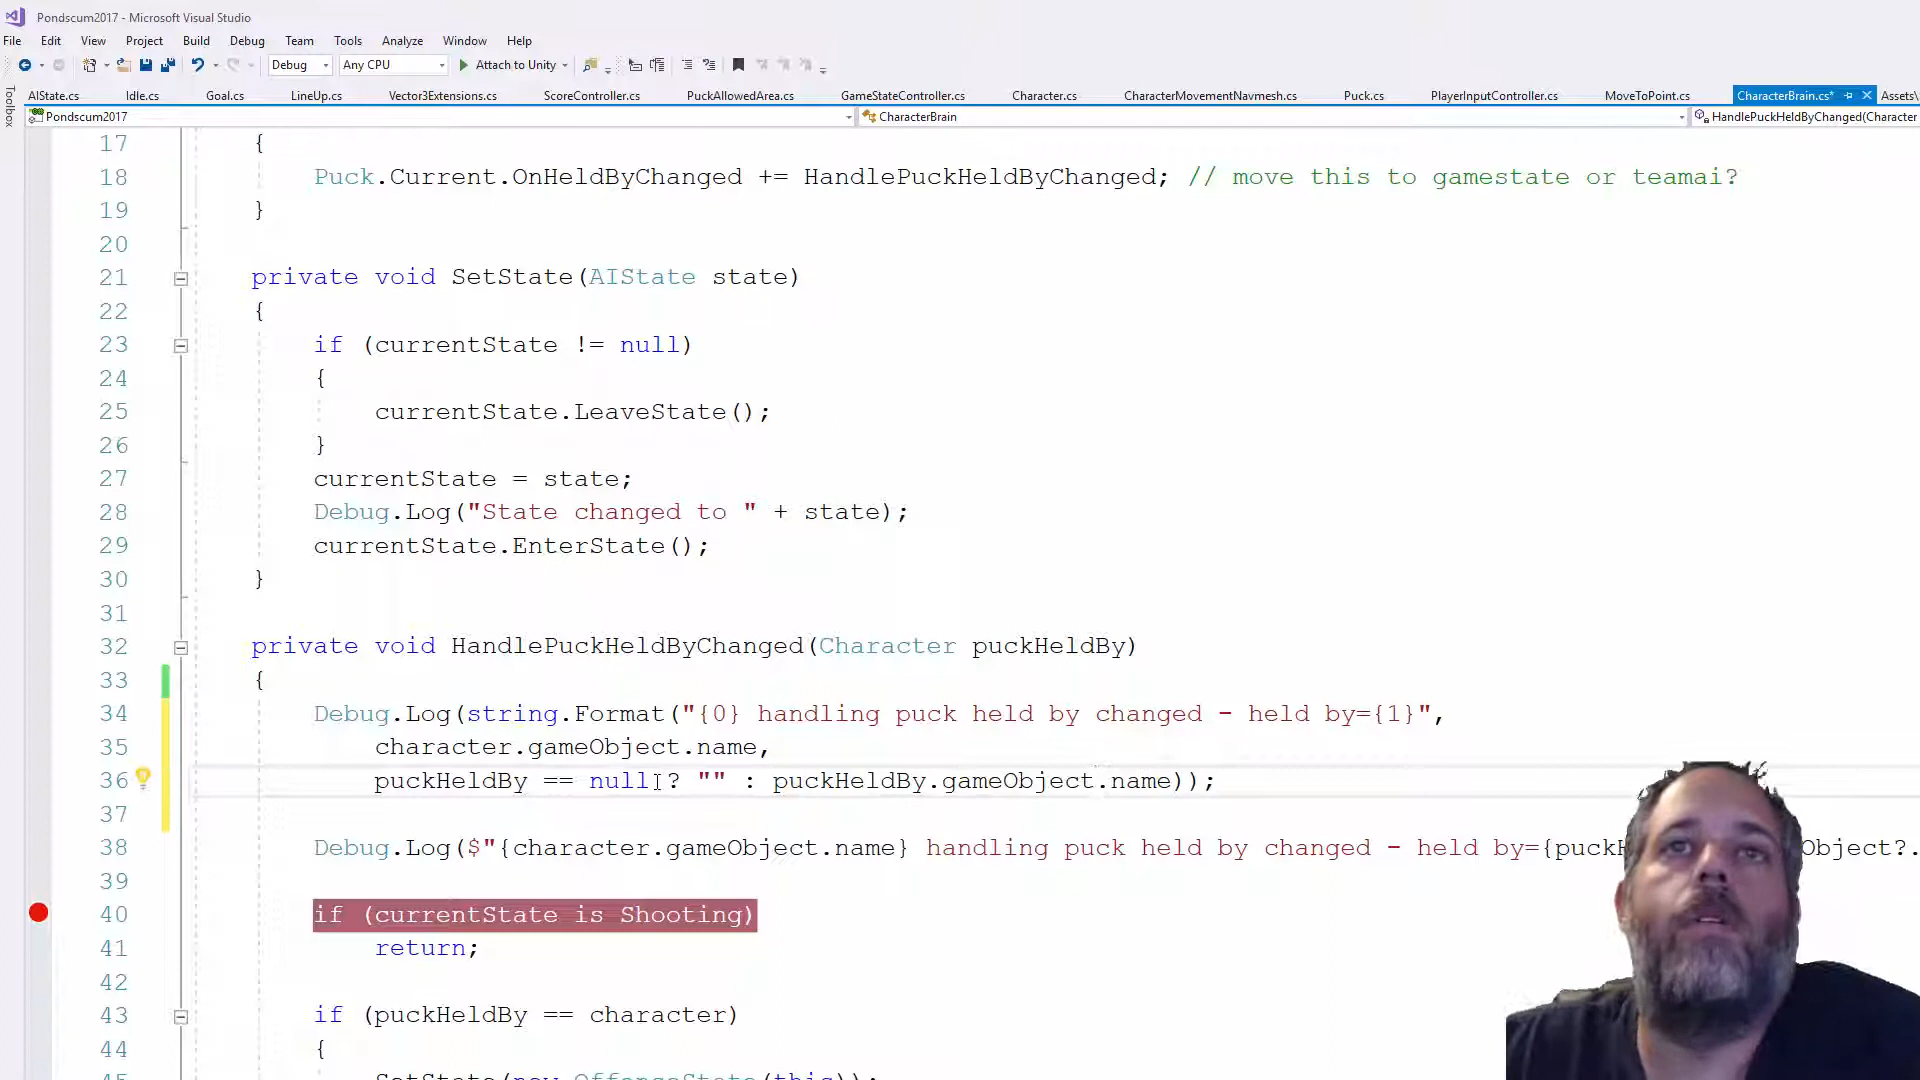 Pondscum2017 - Microsoft Visual Studio
File Edit View Project Build Debug Team Tools Analyze Window Help
Debug Any CPU Attach to Unity
Toolbox
AIState.cs Idle.cs Goal.cs LineUp.cs Vector3Extensions.cs ScoreController.cs PuckAllowedArea.cs GameStateController.cs Character.cs CharacterMovementNavmesh.cs Puck.cs PlayerInputController.cs MoveToPoint.cs CharacterBrain.cs* Assets\
Pondscum2017 CharacterBrain HandlePuckHeldByChanged(Character
17 {
18 Puck.Current.OnHeldByChanged += HandlePuckHeldByChanged; // move this to gamestate or teamai?
19 }
20
21 private void SetState(AIState state)
22 {
23 if (currentState != null)
24 {
25 currentState.LeaveState();
26 }
27 currentState = state;
28 Debug.Log("State changed to " + state);
29 currentState.EnterState();
30 }
31
32 private void HandlePuckHeldByChanged(Character puckHeldBy)
33 {
34 Debug.Log(string.Format("{0} handling puck held by changed - held by={1}",
35 character.gameObject.name,
36 puckHeldBy == null ? "" : puckHeldBy.gameObject.name));
37
38 Debug.Log($"{character.gameObject.name} handling puck held by changed - held by={puckH Object?.
39
40 if (currentState is Shooting)
41 return;
42
43 if (puckHeldBy == character)
44 {
45 SetState(new OffenseState(this));